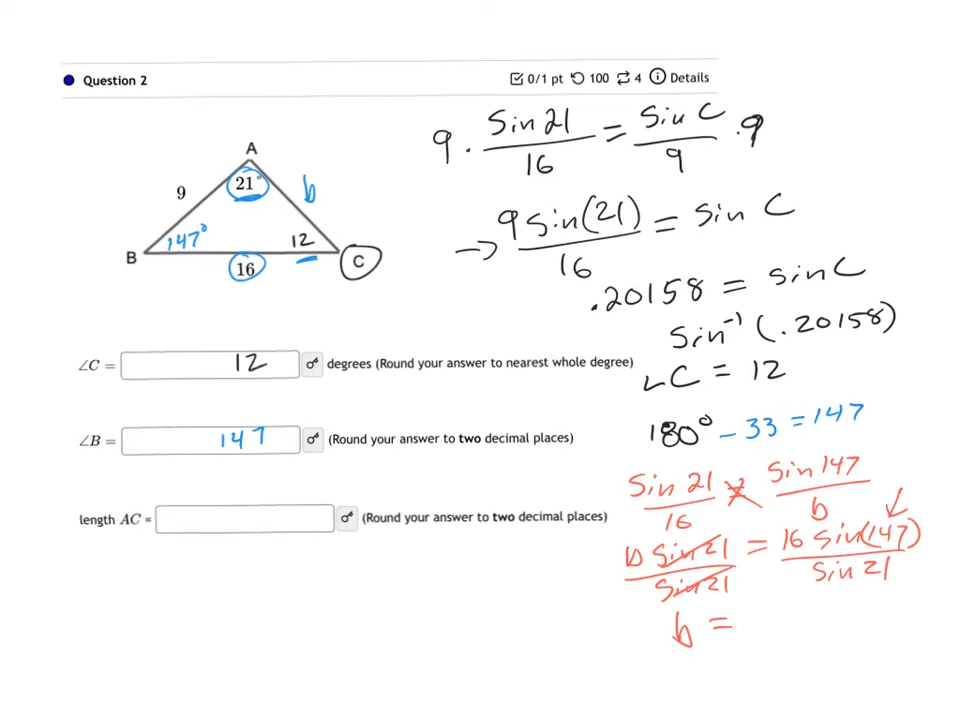 Question 2
0/1 pt 100 4 Details
A
9
21°
b
B
147°
16
12
C
9 · Sin 21 / 16 = Sin C / 9 · 9
→ 9 Sin(21) / 16 = Sin C
.20158 = Sin C
Sin⁻¹ (.20158)
∠C = 12
∠C = 12 degrees (Round your answer to nearest whole degree)
180° - 33 = 147
∠B = 147 (Round your answer to two decimal places)
Sin 21 / 16 Sin 147 / b
length AC = (Round your answer to two decimal places)
b Sin 21 / Sin 21 = 16 Sin(147) / Sin 21
b =